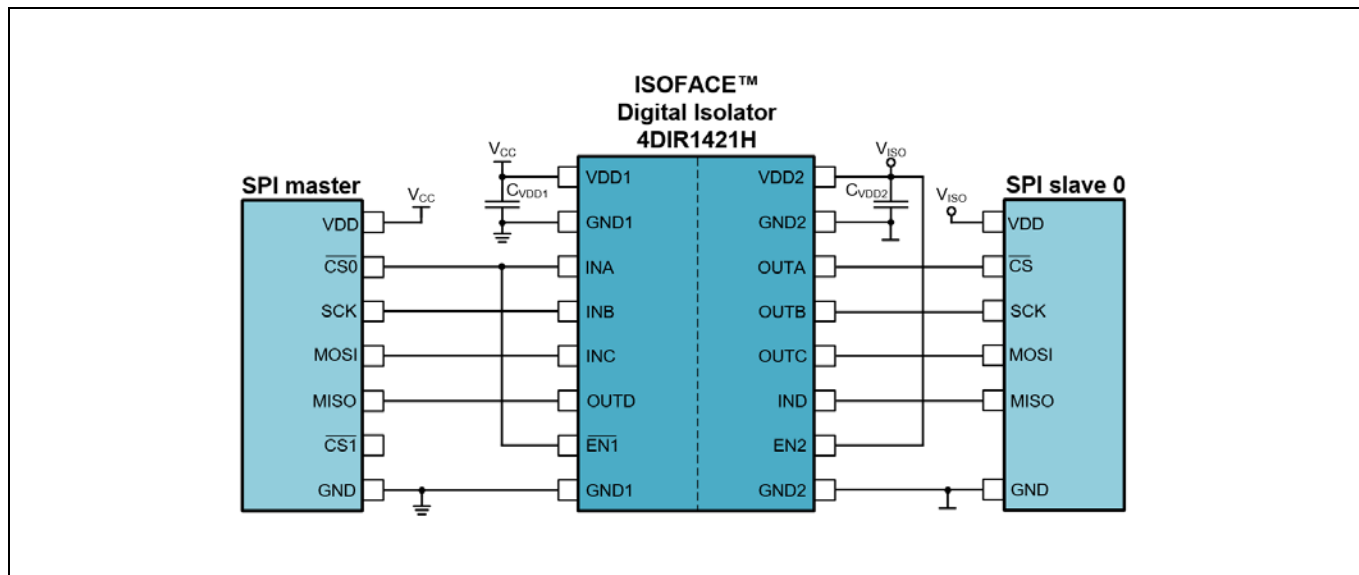 ISOFACE™
Digital Isolator
4DIR1421H
SPI master
VCC
VDD
CS0
SCK
MOSI
MISO
CS1
GND
VCC
CVDD1
VDD1
GND1
INA
INB
INC
OUTD
EN1
GND1
VDD2
GND2
OUTA
OUTB
OUTC
IND
EN2
GND2
VISO
CVDD2
VISO
SPI slave 0
VDD
CS
SCK
MOSI
MISO
GND